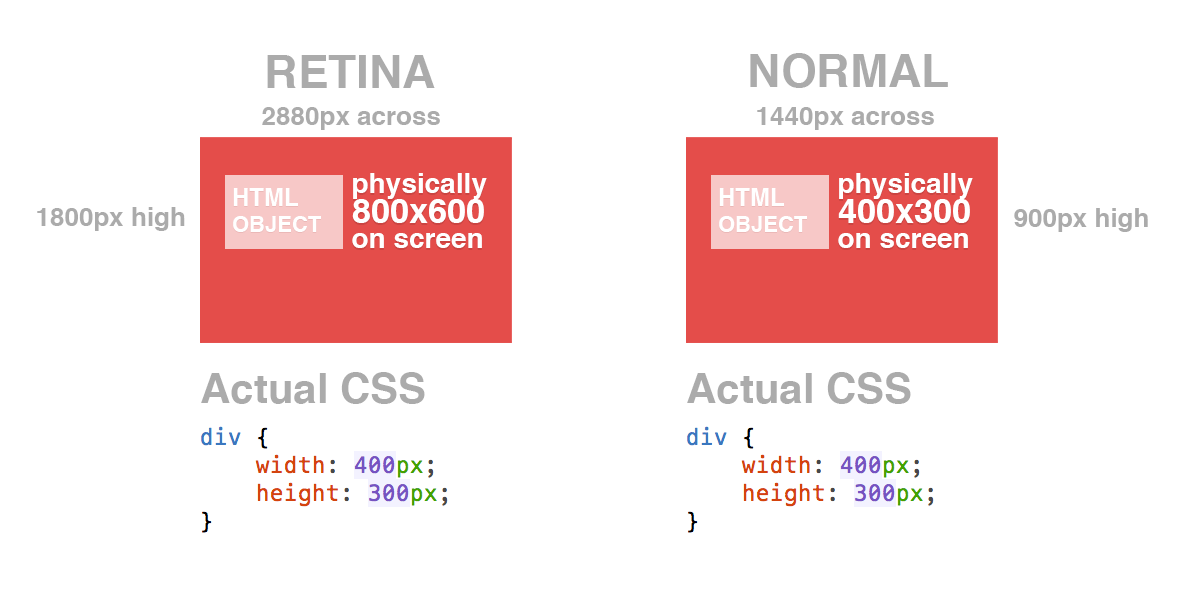 RETINA
2880px across
1800px high
HTML
OBJECT
physically
800x600
on screen
Actual CSS
div {
    width: 400px;
    height: 300px;
}
NORMAL
1440px across
HTML
OBJECT
physically
400x300
on screen
900px high
Actual CSS
div {
    width: 400px;
    height: 300px;
}